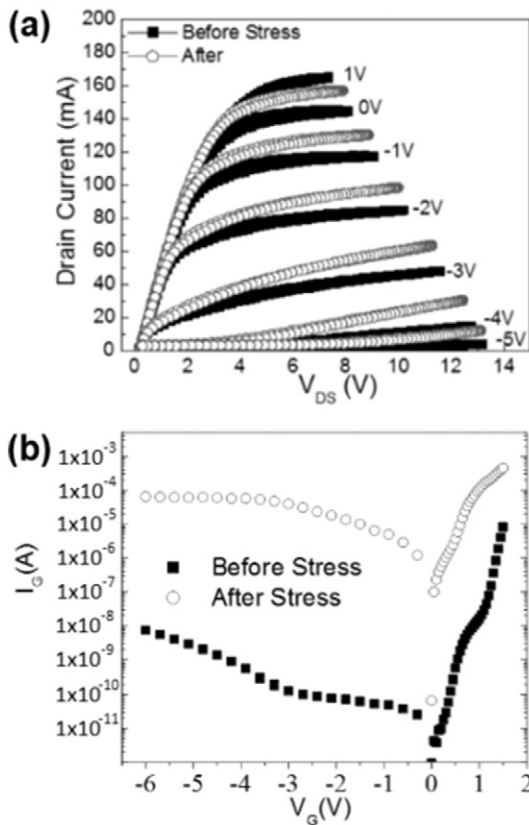 (a)
Before Stress
After
200
180
160
140
120
100
80
60
40
20
0
Drain Current (mA)
1V
0V
-1V
-2V
-3V
-4V
-5V
0 2 4 6 8 10 12 14
VDS (V)
(b)
1x10⁻³
1x10⁻⁴
1x10⁻⁵
1x10⁻⁶
1x10⁻⁷
1x10⁻⁸
1x10⁻⁹
1x10⁻¹⁰
1x10⁻¹¹
IG(A)
Before Stress
After Stress
-6 -5 -4 -3 -2 -1 0 1 2
VG(V)